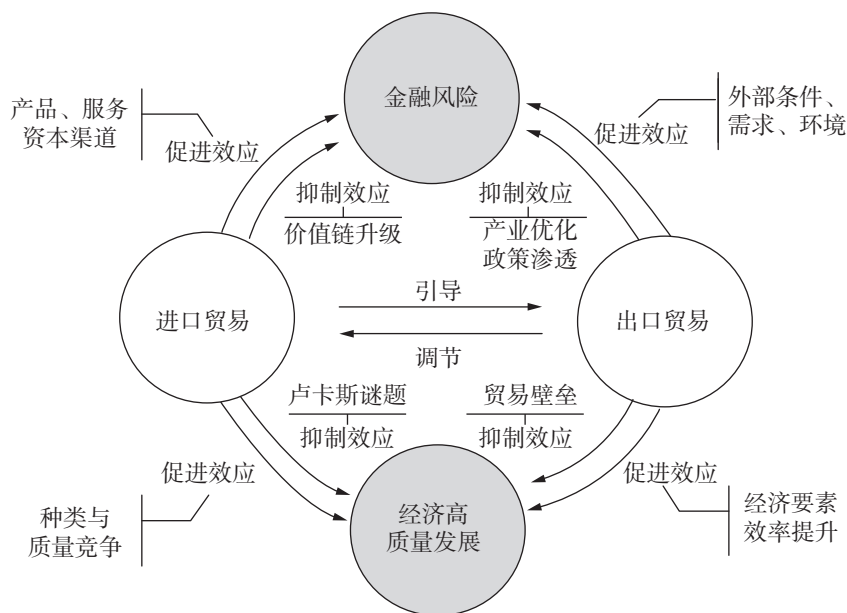 金融风险
产品、服务
资本渠道
促进效应
外部条件、
需求、环境
促进效应
抑制效应
价值链升级
抑制效应
产业优化
政策渗透
进口贸易
引导
调节
出口贸易
卢卡斯谜题
抑制效应
贸易壁垒
抑制效应
促进效应
种类与
质量竞争
经济高
质量发展
促进效应
经济要素
效率提升